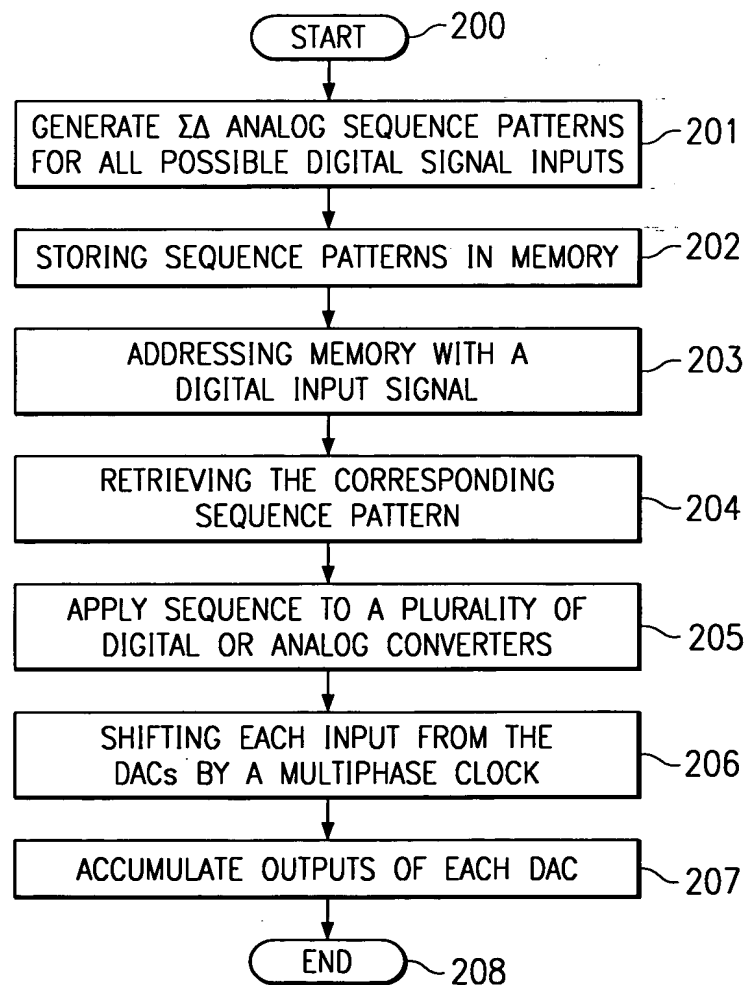 START
200
GENERATE ΣΔ ANALOG SEQUENCE PATTERNS
FOR ALL POSSIBLE DIGITAL SIGNAL INPUTS
201
STORING SEQUENCE PATTERNS IN MEMORY
202
ADDRESSING MEMORY WITH A
DIGITAL INPUT SIGNAL
203
RETRIEVING THE CORRESPONDING
SEQUENCE PATTERN
204
APPLY SEQUENCE TO A PLURALITY OF
DIGITAL OR ANALOG CONVERTERS
205
SHIFTING EACH INPUT FROM THE
DACs BY A MULTIPHASE CLOCK
206
ACCUMULATE OUTPUTS OF EACH DAC
207
END
208